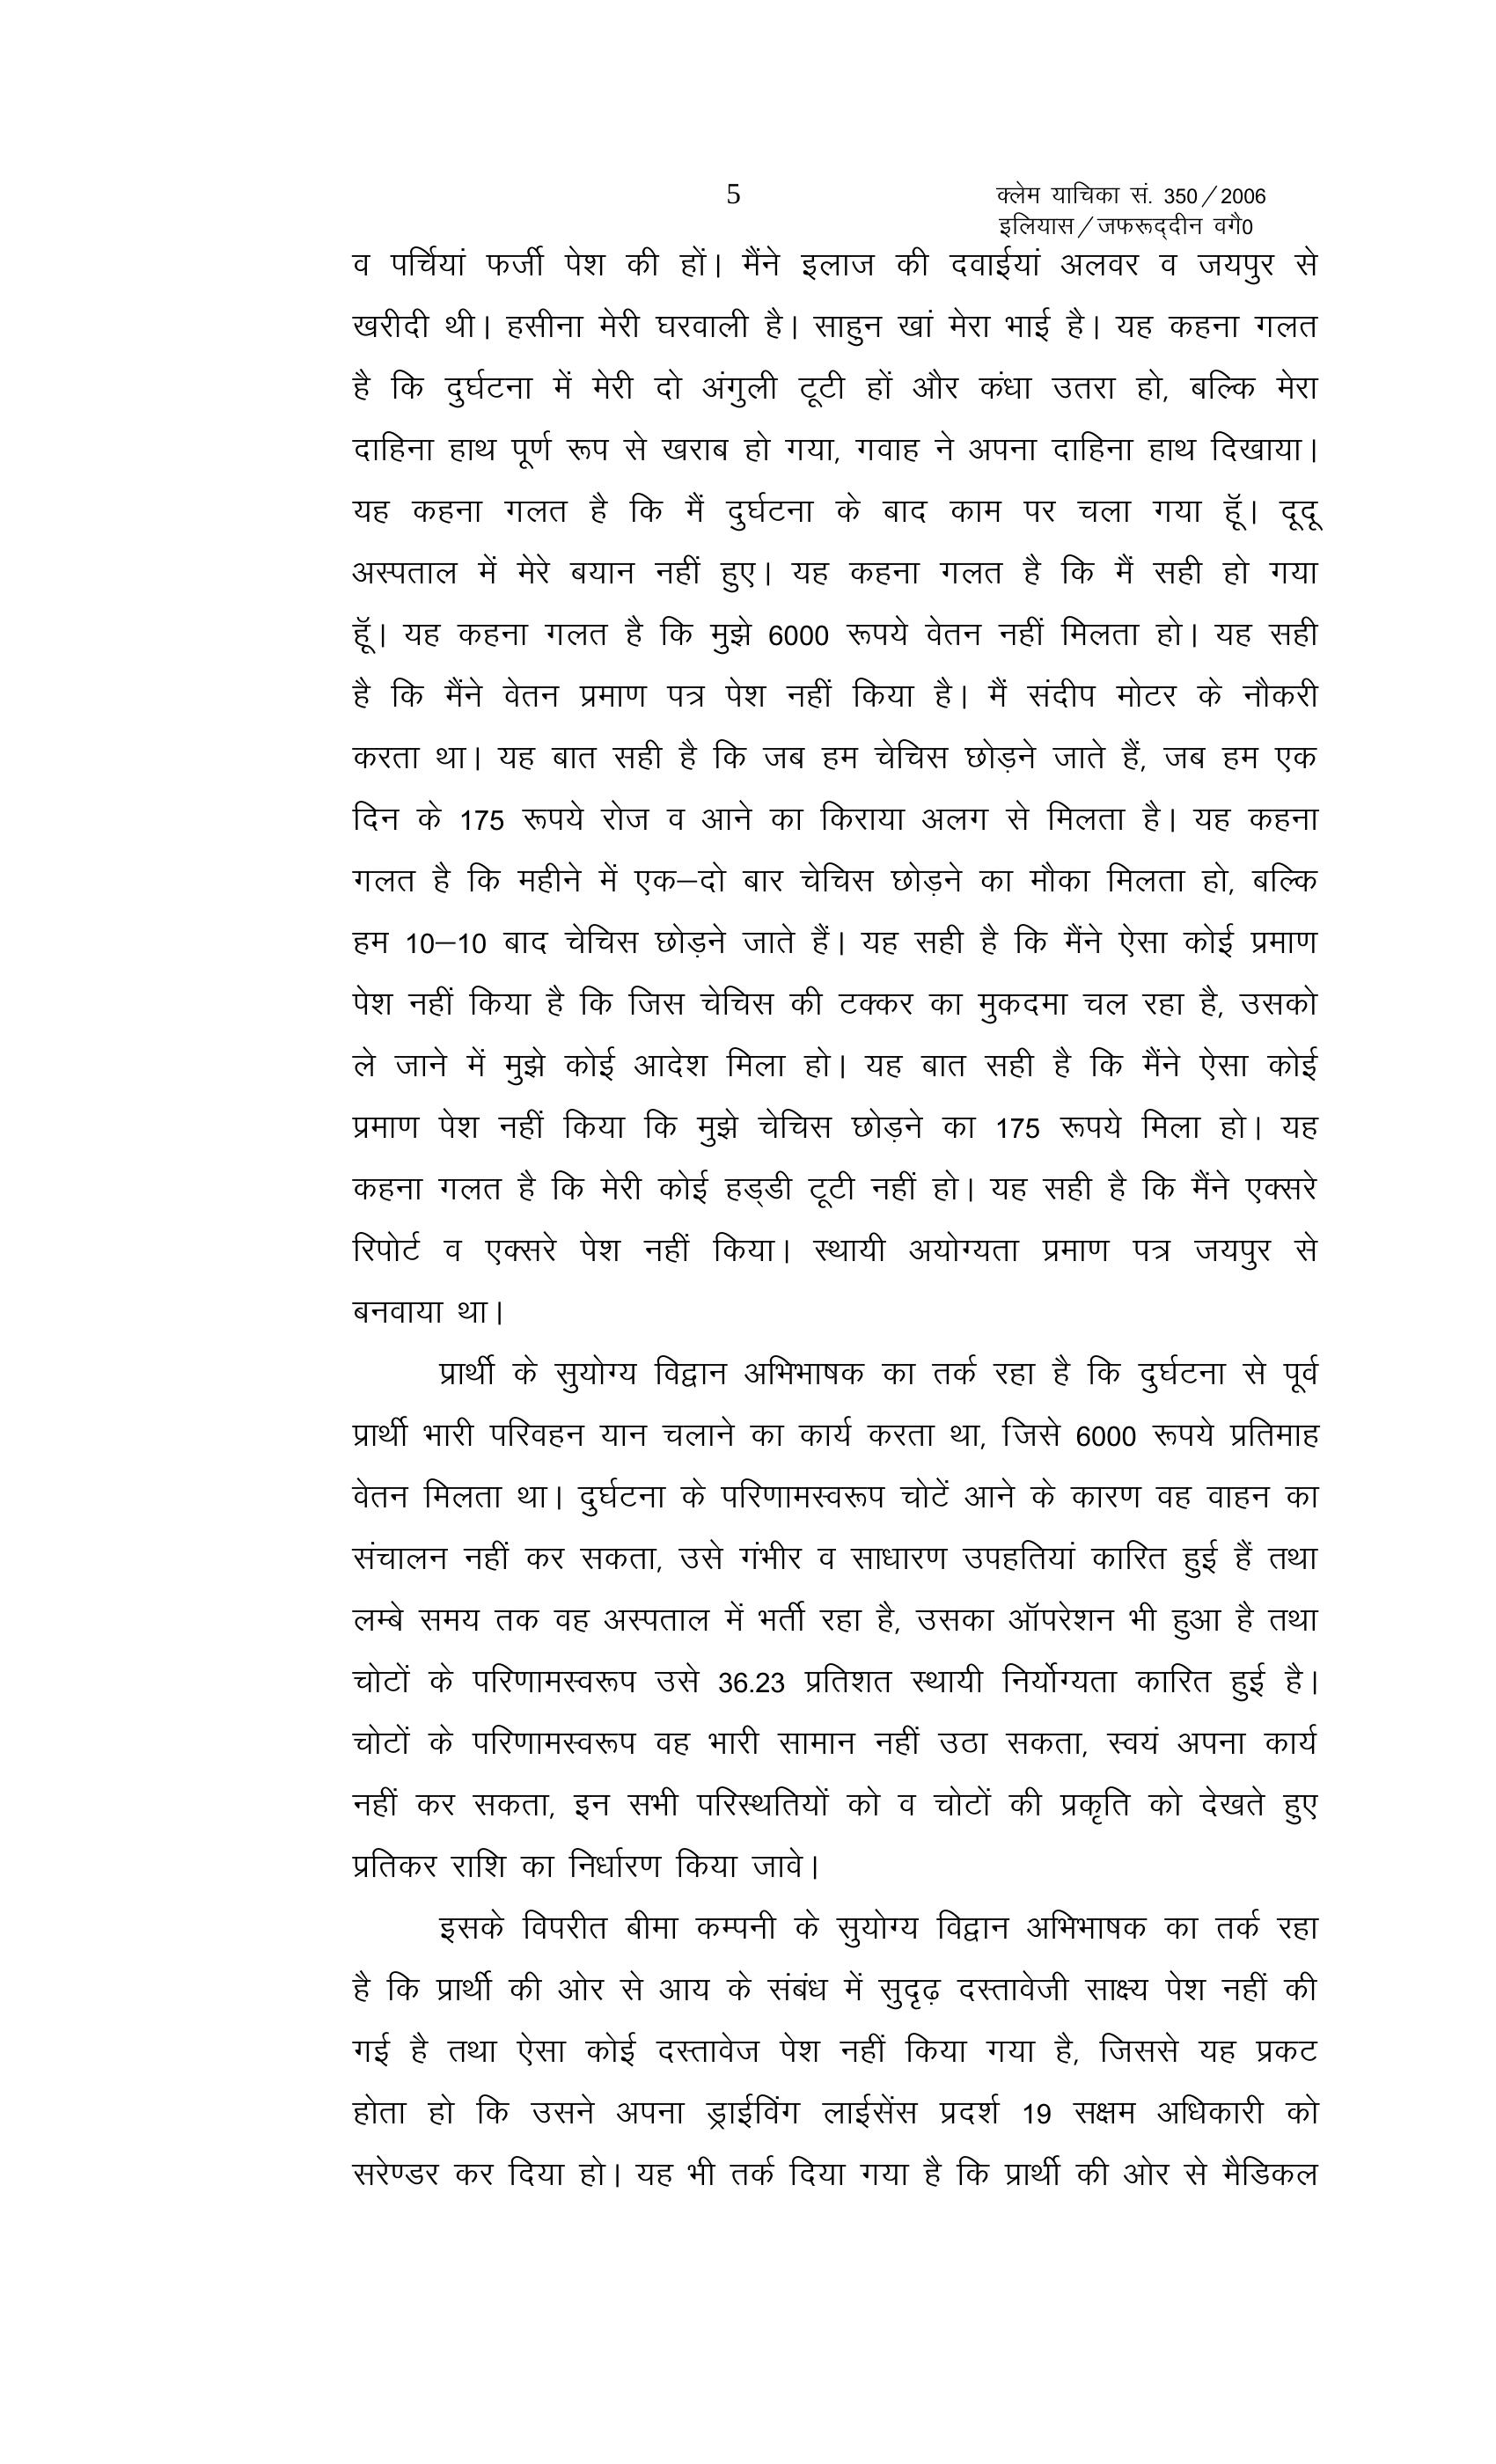 5
क्लेम याचिका सं. 350/2006
इलियास/जफरूद्दीन वगै0
व पर्चियां फर्जी पेश की हों। मैंने इलाज की दवाईयां अलवर व जयपुर से
खरीदी थी। हसीना मेरी घरवाली है। साहुन खां मेरा भाई है। यह कहना गलत
है कि दुर्घटना में मेरी दो अंगुली टूटी हों और कंधा उतरा हो, बल्कि मेरा
दाहिना हाथ पूर्ण रूप से खराब हो गया, गवाह ने अपना दाहिना हाथ दिखाया।
यह कहना गलत है कि मैं दुर्घटना के बाद काम पर चला गया हॅू। दूदू
अस्पताल में मेरे बयान नहीं हुए। यह कहना गलत है कि मैं सही हो गया
हॅू। यह कहना गलत है कि मुझे 6000 रूपये वेतन नहीं मिलता हो। यह सही
है कि मैंने वेतन प्रमाण पत्र पेश नहीं किया है। मैं संदीप मोटर के नौकरी
करता था। यह बात सही है कि जब हम चेचिस छोड़ने जाते हैं, जब हम एक
दिन के 175 रूपये रोज व आने का किराया अलग से मिलता है। यह कहना
गलत है कि महीने में एक–दो बार चेचिस छोड़ने का मौका मिलता हो, बल्कि
हम 10–10 बाद चेचिस छोड़ने जाते हैं। यह सही है कि मैंने ऐसा कोई प्रमाण
पेश नहीं किया है कि जिस चेचिस की टक्कर का मुकदमा चल रहा है, उसको
ले जाने में मुझे कोई आदेश मिला हो। यह बात सही है कि मैंने ऐसा कोई
प्रमाण पेश नहीं किया कि मुझे चेचिस छोड़ने का 175 रूपये मिला हो। यह
कहना गलत है कि मेरी कोई हड्डी टूटी नहीं हो। यह सही है कि मैंने एक्सरे
रिपोर्ट व एक्सरे पेश नहीं किया। स्थायी अयोग्यता प्रमाण पत्र जयपुर से
बनवाया था।
प्रार्थी के सुयोग्य विद्वान अभिभाषक का तर्क रहा है कि दुर्घटना से पूर्व
प्रार्थी भारी परिवहन यान चलाने का कार्य करता था, जिसे 6000 रूपये प्रतिमाह
वेतन मिलता था। दुर्घटना के परिणामस्वरूप चोटें आने के कारण वह वाहन का
संचालन नहीं कर सकता, उसे गंभीर व साधारण उपहतियां कारित हुई हैं तथा
लम्बे समय तक वह अस्पताल में भर्ती रहा है, उसका ऑपरेशन भी हुआ है तथा
चोटों के परिणामस्वरूप उसे 36.23 प्रतिशत स्थायी निर्योग्यता कारित हुई है।
चोटों के परिणामस्वरूप वह भारी सामान नहीं उठा सकता, स्वयं अपना कार्य
नहीं कर सकता, इन सभी परिस्थतियों को व चोटों की प्रकृति को देखते हुए
प्रतिकर राशि का निर्धारण किया जावे।
इसके विपरीत बीमा कम्पनी के सुयोग्य विद्वान अभिभाषक का तर्क रहा
है कि प्रार्थी की ओर से आय के संबंध में सुदृढ़ दस्तावेजी साक्ष्य पेश नहीं की
गई है तथा ऐसा कोई दस्तावेज पेश नहीं किया गया है, जिससे यह प्रकट
होता हो कि उसने अपना ड्राईविंग लाईसेंस प्रदर्श 19 सक्षम अधिकारी को
सरेण्डर कर दिया हो। यह भी तर्क दिया गया है कि प्रार्थी की ओर से मैडिकल